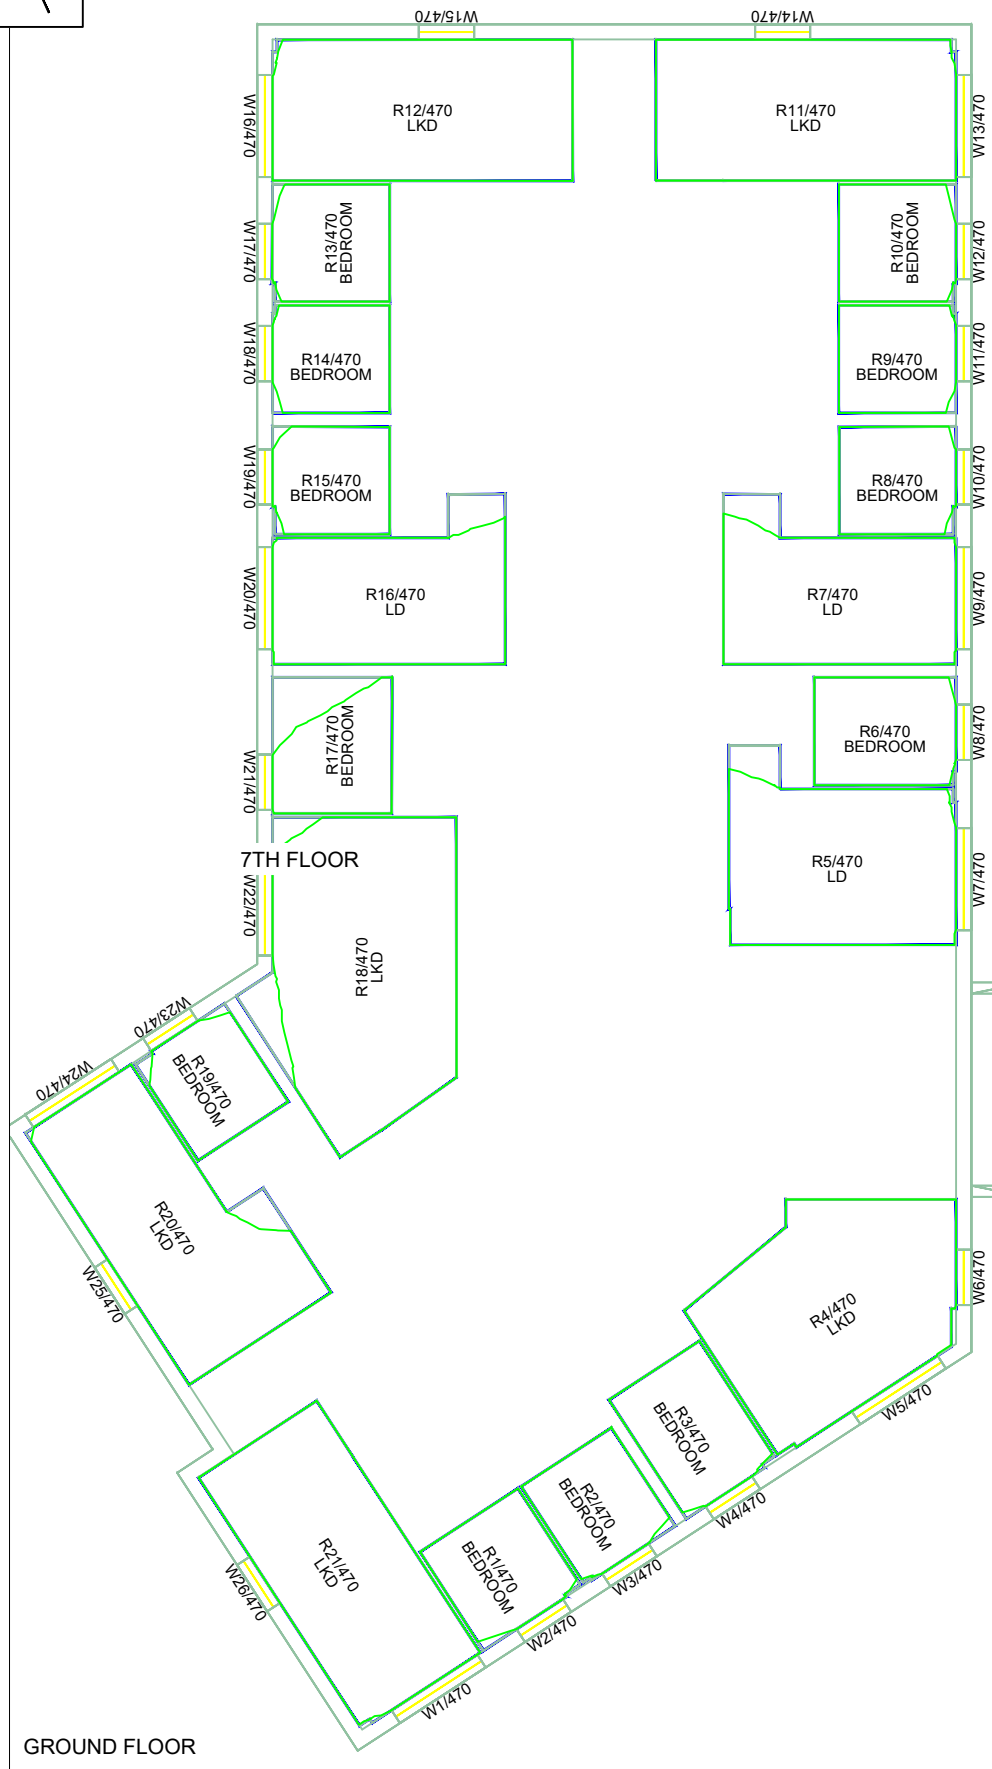 W15/470
W14/470
W16/470
R12/470
LKD
R11/470
LKD
W13/470
W17/470
R13/470
BEDROOM
R10/470
BEDROOM
W12/470
W18/470
R14/470
BEDROOM
R9/470
BEDROOM
W11/470
W19/470
R15/470
BEDROOM
R8/470
BEDROOM
W10/470
W20/470
R16/470
LD
R7/470
LD
W9/470
W21/470
R17/470
BEDROOM
R6/470
BEDROOM
W8/470
7TH FLOOR
W22/470
R5/470
LD
W7/470
R18/470
LKD
W23/470
W24/470
R19/470
BEDROOM
R20/470
LKD
W25/470
W6/470
R4/470
LKD
W5/470
R3/470
BEDROOM
W4/470
R2/470
BEDROOM
W3/470
R1/470
BEDROOM
W2/470
R21/470
LKD
W26/470
W1/470
GROUND FLOOR